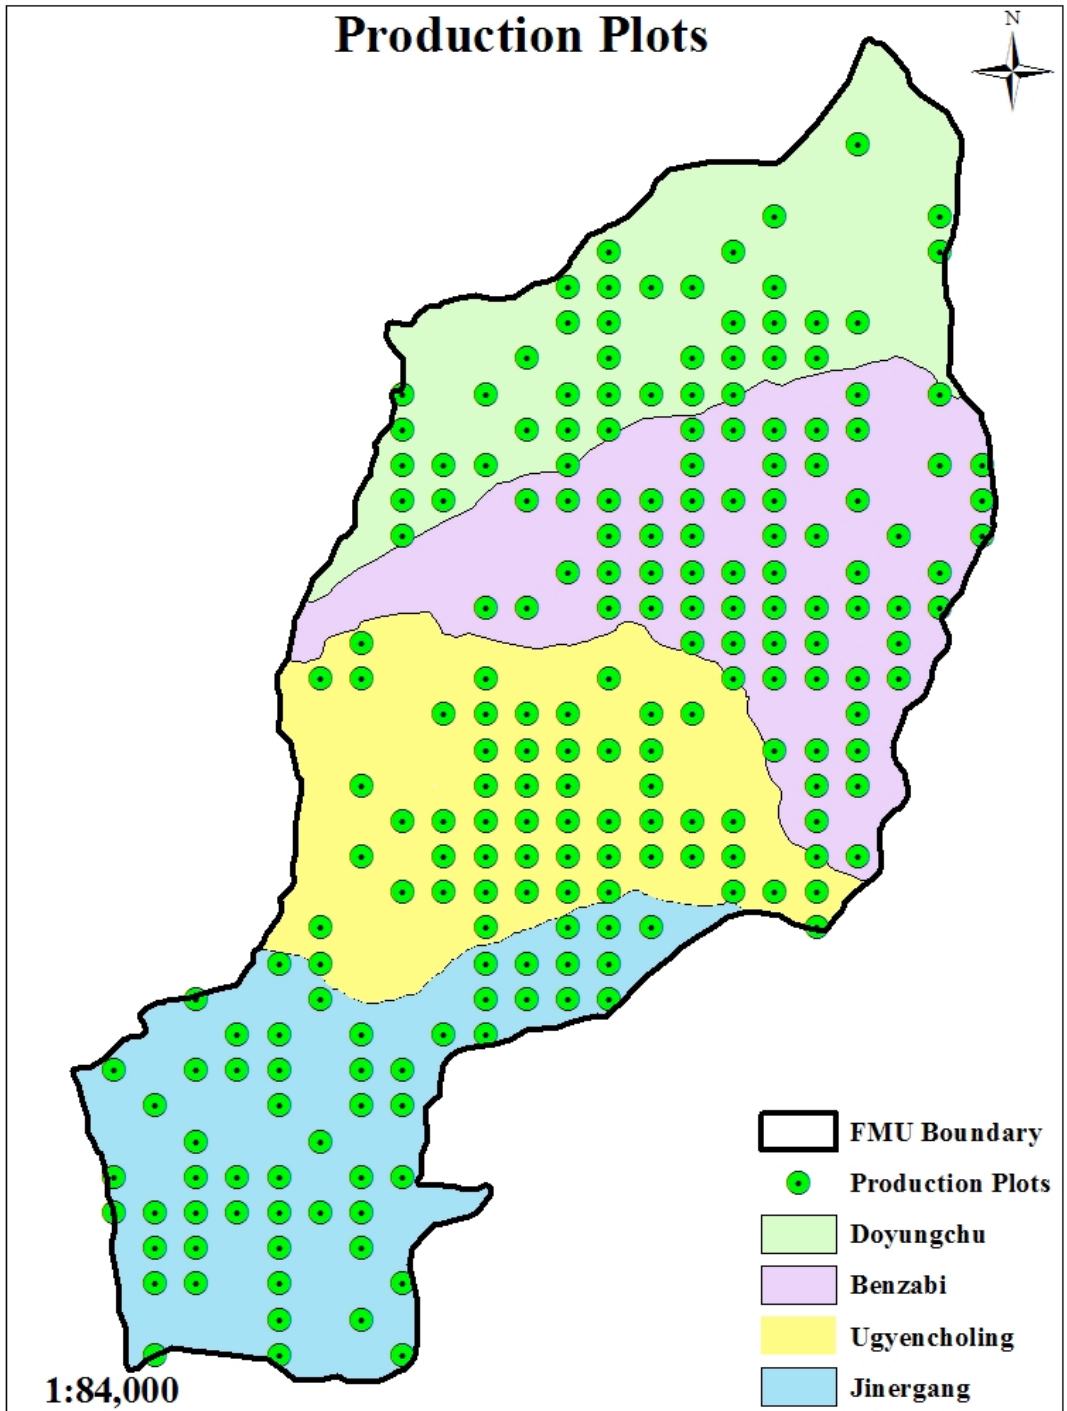 Production Plots
N
FMU Boundary
Production Plots
Doyungchu
Benzabi
Ugyencholing
Jinergang
1:84,000